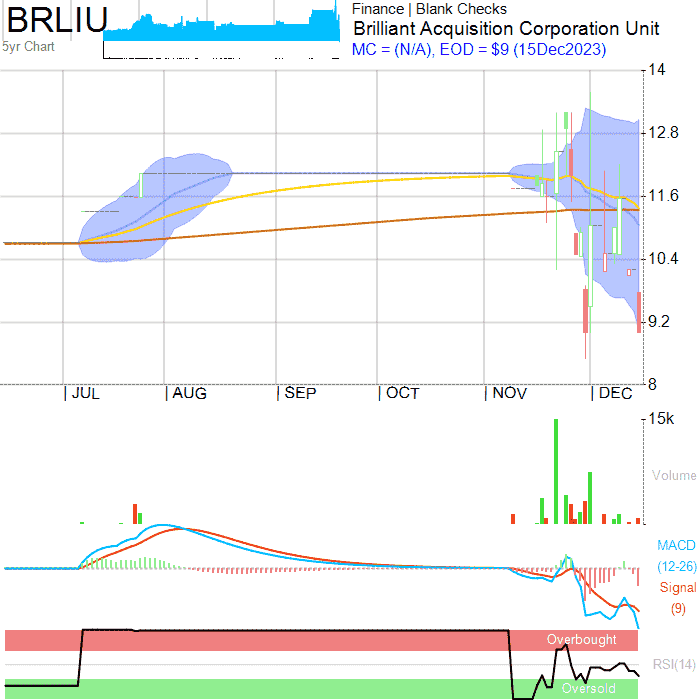 BRLIU
5yr Chart
Finance | Blank Checks
Brilliant Acquisition Corporation Unit
MC = (N/A), EOD = $9 (15Dec2023)
14
12.8
11.6
10.4
9.2
8
JUL
AUG
SEP
OCT
NOV
DEC
15k
Volume
MACD
(12-26)
Signal
(9)
Overbought
RSI(14)
Oversold